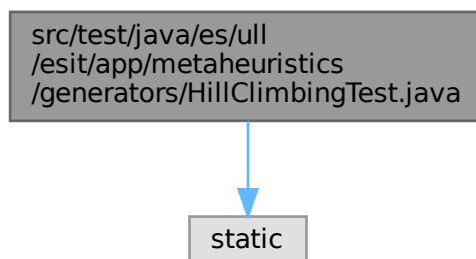 src/test/java/es/ull
/esit/app/metaheuristics
/generators/HillClimbingTest.java
static